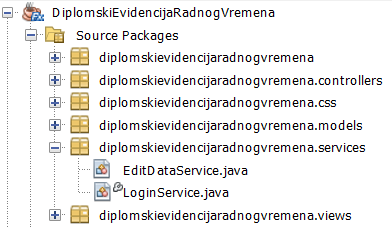 DiplomskiEvidencijaRadnogVremena
Source Packages
diplomskievidencijaradnogvremena
diplomskievidencijaradnogvremena.controllers
diplomskievidencijaradnogvremena.css
diplomskievidencijaradnogvremena.models
diplomskievidencijaradnogvremena.services
EditDataService.java
LoginService.java
diplomskievidencijaradnogvremena.views